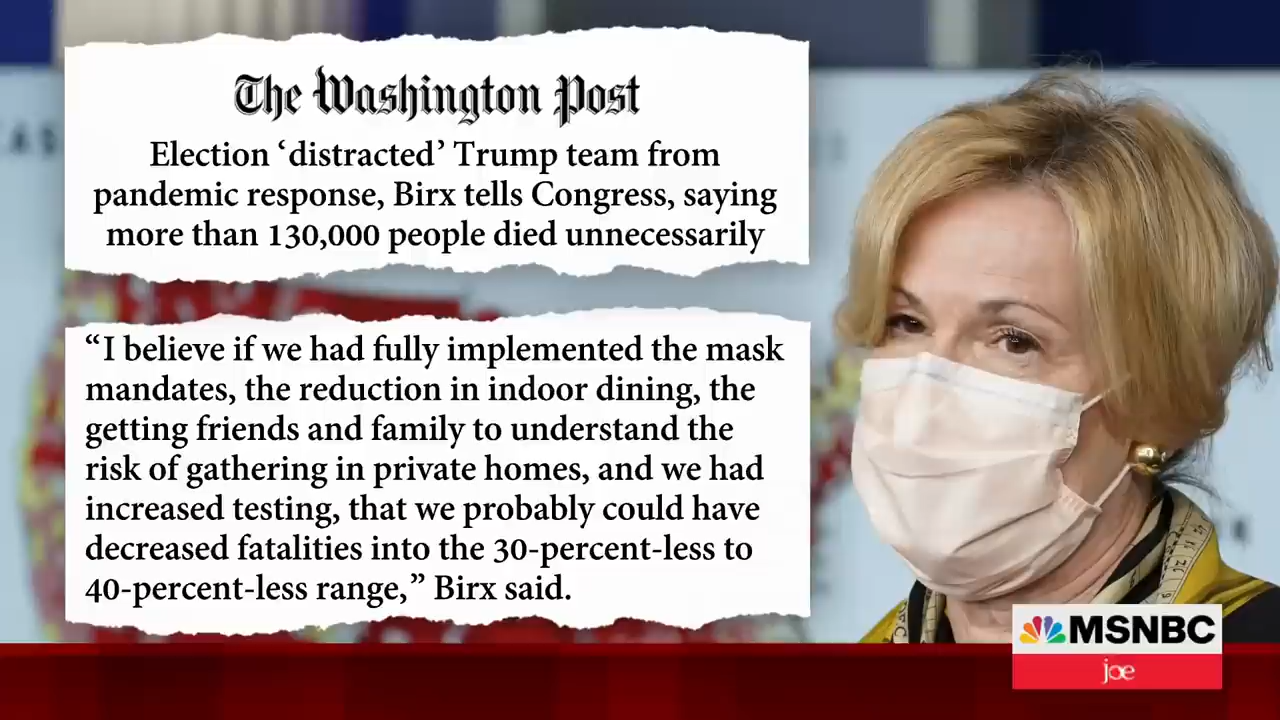 The Washington Post
Election ‘distracted’ Trump team from
pandemic response, Birx tells Congress, saying
more than 130,000 people died unnecessarily
“I believe if we had fully implemented the mask
mandates, the reduction in indoor dining, the
getting friends and family to understand the
risk of gathering in private homes, and we had
increased testing, that we probably could have
decreased fatalities into the 30-percent-less to
40-percent-less range,” Birx said.
MSNBC
joe